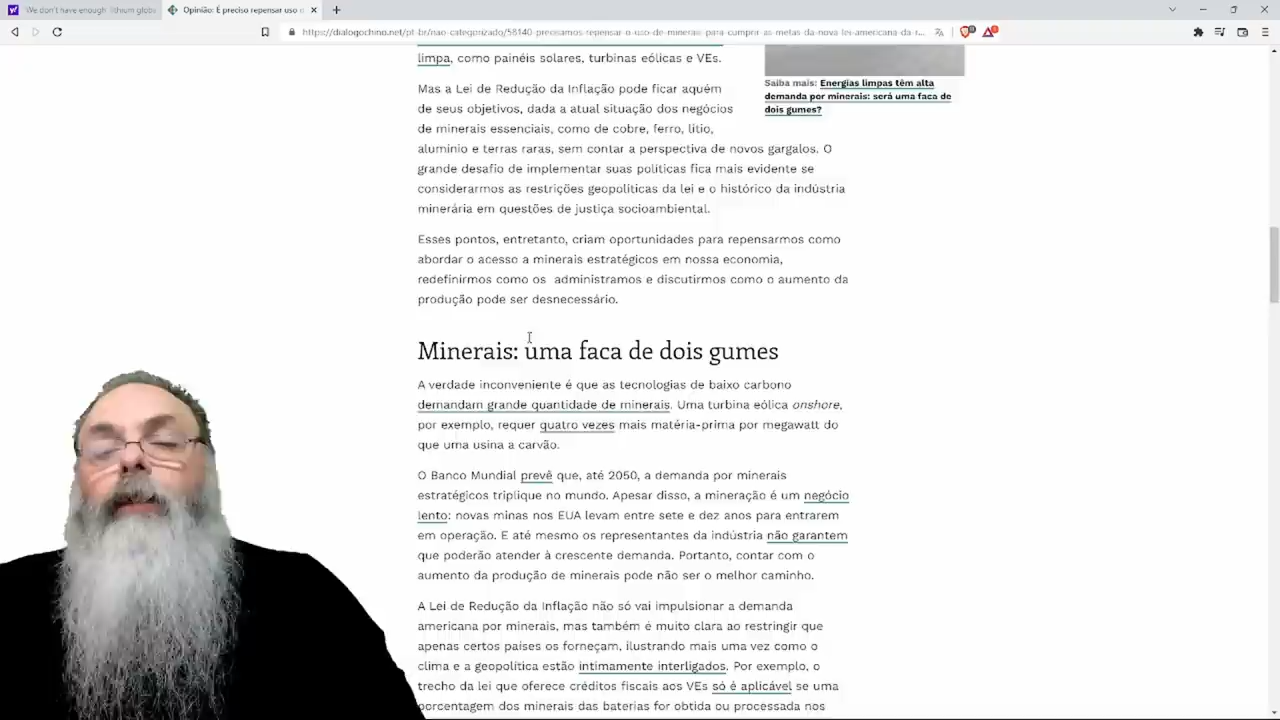 We don't have enough lithium globa
Opinião: É preciso repensar uso d
https://dialogochino.net/pt-br/nao-categorizado/58140-precisamos-repensar-o-uso-de-minerais-para-cumprir-as-metas-da-nova-lei-americana-da-r...
limpa, como painéis solares, turbinas eólicas e VEs.
Mas a Lei de Redução da Inflação pode ficar aquém
de seus objetivos, dada a atual situação dos negócios
de minerais essenciais, como de cobre, ferro, lítio,
alumínio e terras raras, sem contar a perspectiva de novos gargalos. O
grande desafio de implementar suas políticas fica mais evidente se
considerarmos as restrições geopolíticas da lei e o histórico da indústria
minerária em questões de justiça socioambiental.
Saiba mais: Energias limpas têm alta
demanda por minerais: será uma faca de
dois gumes?
Esses pontos, entretanto, criam oportunidades para repensarmos como
abordar o acesso a minerais estratégicos em nossa economia,
redefinirmos como os administramos e discutirmos como o aumento da
produção pode ser desnecessário.
Minerais: uma faca de dois gumes
A verdade inconveniente é que as tecnologias de baixo carbono
demandam grande quantidade de minerais. Uma turbina eólica onshore,
por exemplo, requer quatro vezes mais matéria-prima por megawatt do
que uma usina a carvão.
O Banco Mundial prevê que, até 2050, a demanda por minerais
estratégicos triplique no mundo. Apesar disso, a mineração é um negócio
lento: novas minas nos EUA levam entre sete e dez anos para entrarem
em operação. E até mesmo os representantes da indústria não garantem
que poderão atender à crescente demanda. Portanto, contar com o
aumento da produção de minerais pode não ser o melhor caminho.
A Lei de Redução da Inflação não só vai impulsionar a demanda
americana por minerais, mas também é muito clara ao restringir que
apenas certos países os forneçam, ilustrando mais uma vez como o
clima e a geopolítica estão intimamente interligados. Por exemplo, o
trecho da lei que oferece créditos fiscais aos VEs só é aplicável se uma
porcentagem dos minerais das baterias for obtida ou processada nos